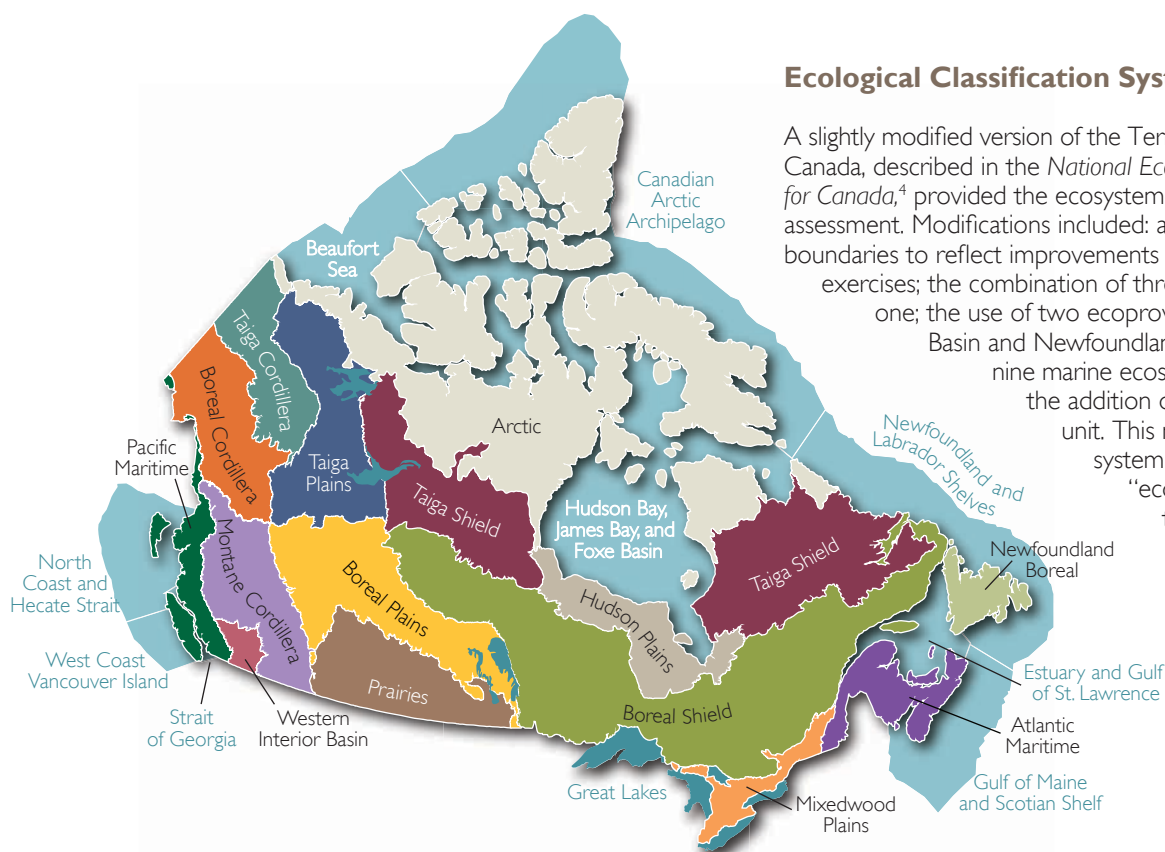 Ecological Classification Syst
A slightly modified version of the Ter
Canada, described in the National Eco
for Canada,4 provided the ecosystem
assessment. Modifications included: a
boundaries to reflect improvements
exercises; the combination of thre
one; the use of two ecoprov
Basin and Newfoundlan
nine marine ecos
the addition o
unit. This
system
“eco
Canadian
Arctic
Archipelago
Beaufort
Sea
Taiga Cordillera
Boreal Cordillera
Pacific
Maritime
Taiga
Plains
Arctic
Taiga Shield
Hudson Bay,
James Bay, and
Foxe Basin
Newfoundland and
Labrador Shelves
Taiga Shield
Newfoundland
Boreal
North
Coast and
Hecate Strait
Montane Cordillera
Boreal Plains
Hudson Plains
West Coast
Vancouver Island
Prairies
Boreal Shield
Estuary and Gulf
of St. Lawrence
Strait
of Georgia
Western
Interior Basin
Atlantic
Maritime
Great Lakes
Mixedwood
Plains
Gulf of Maine
and Scotian Shelf